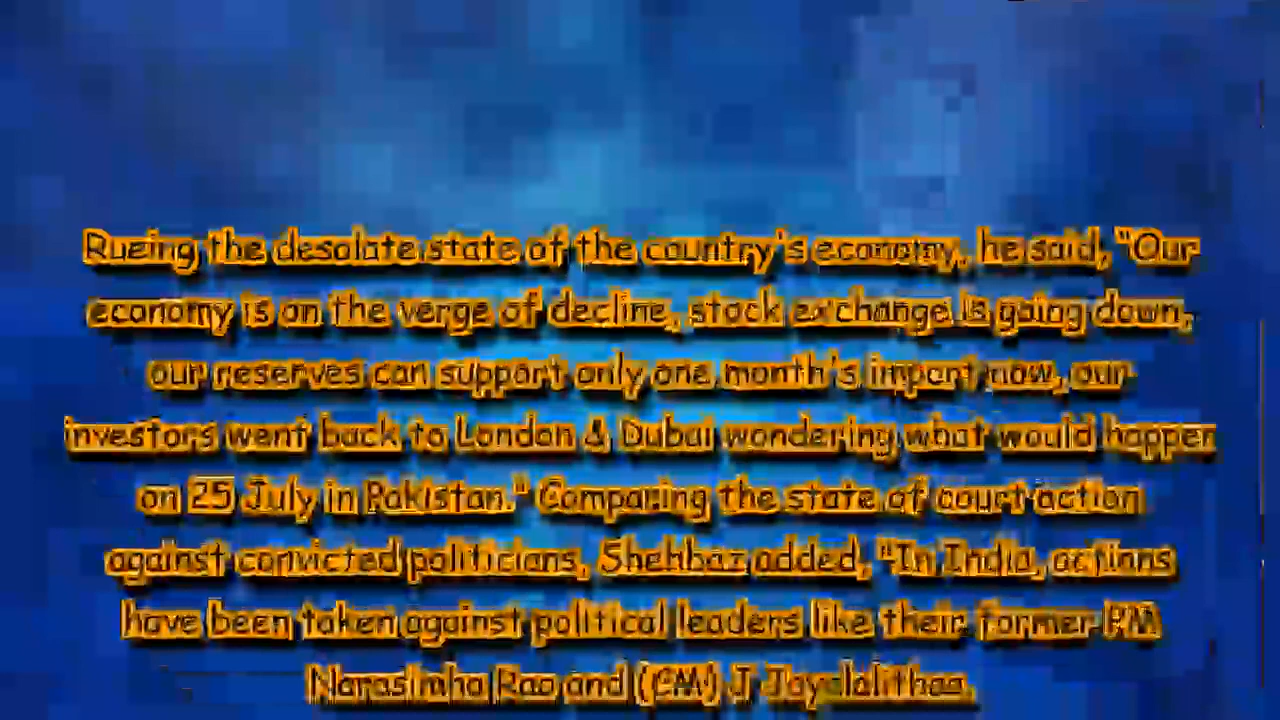 Rueing the desolate state of the country's economy, he said, "Our
economy is on the verge of decline, stock exchange is going down,
our reserves can support only one month's import now, our
investors went back to London & Dubai wondering what would happen
on 25 July in Pakistan." Comparing the state of court action
against convicted politicians, Shehbaz added, "In India, actions
have been taken against political leaders like their former PM
Narasimha Rao and (CM) J Jayalalithaa.